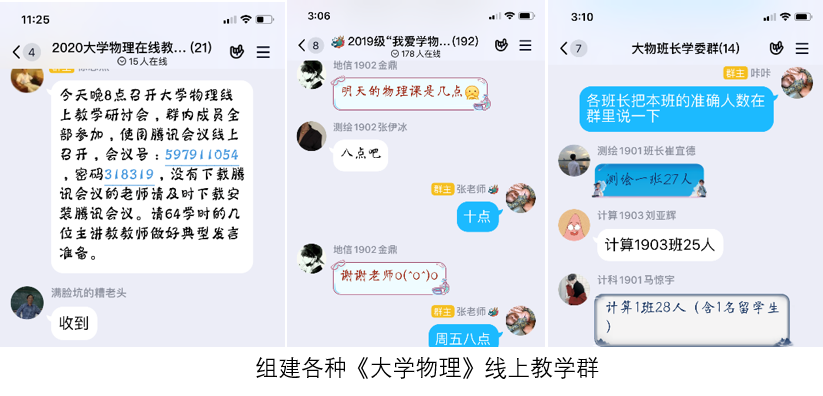 11:25
4
2020大学物理在线教... (21)
15人在线
群主
今天晚8点召开大学物理线
上教学研讨会，群内成员全
部参加，使用腾讯会议线上
召开，会议号：597911054
，密码318319，没有下载腾
讯会议的老师请及时下载安
装腾讯会议。请64学时的几
位主讲教教师做好典型发言
准备。
满脸坑的糟老头
收到
3:06
8
2019级“我爱学物... (192)
178人在线
地信1902金鼎
明天的物理课是几点
测绘1902张伊冰
八点吧
群主 张老师
十点
地信1902金鼎
谢谢老师o(^o^)o
群主 张老师
周五八点
3:10
7
大物班长学委群(14)
群主 咔咔
各班长把本班的准确人数在
群里说一下
测绘1901班长崔宜德
测绘一班27人
计算1903刘亚辉
计算1903班25人
计科1901马惊宇
计算1班28人（含1名留学生
）
组建各种《大学物理》线上教学群